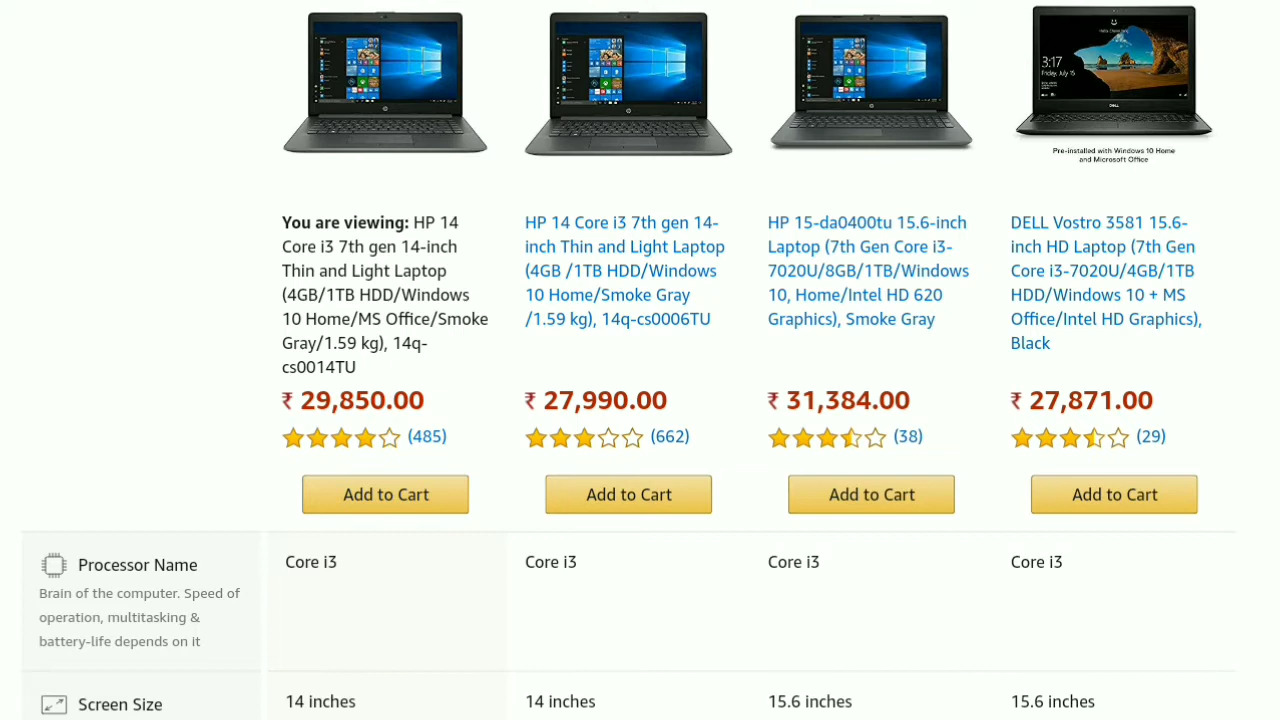 3:17
Friday, July 15
DELL
Pre-installed with Windows 10 Home
and Microsoft Office
You are viewing: HP 14
Core i3 7th gen 14-inch
Thin and Light Laptop
(4GB/1TB HDD/Windows
10 Home/MS Office/Smoke
Gray/1.59 kg), 14q-
cs0014TU
₹ 29,850.00
(485)
Add to Cart
HP 14 Core i3 7th gen 14-
inch Thin and Light Laptop
(4GB /1TB HDD/Windows
10 Home/Smoke Gray
/1.59 kg), 14q-cs0006TU
₹ 27,990.00
(662)
Add to Cart
HP 15-da0400tu 15.6-inch
Laptop (7th Gen Core i3-
7020U/8GB/1TB/Windows
10, Home/Intel HD 620
Graphics), Smoke Gray
₹ 31,384.00
(38)
Add to Cart
DELL Vostro 3581 15.6-
inch HD Laptop (7th Gen
Core i3-7020U/4GB/1TB
HDD/Windows 10 + MS
Office/Intel HD Graphics),
Black
₹ 27,871.00
(29)
Add to Cart
Processor Name
Brain of the computer. Speed of
operation, multitasking &
battery-life depends on it
Core i3
Core i3
Core i3
Core i3
Screen Size
14 inches
14 inches
15.6 inches
15.6 inches